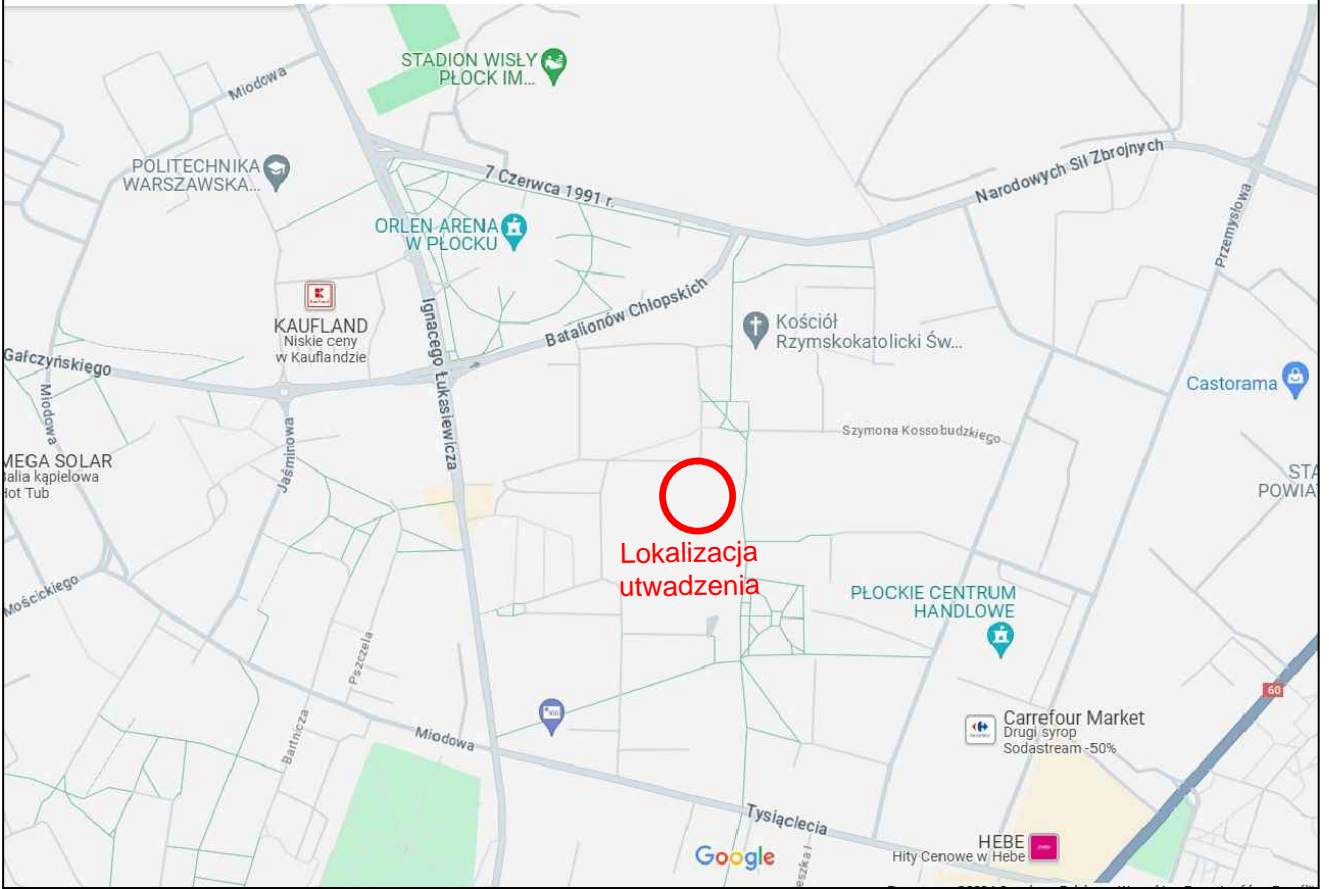 STADION WISŁY
PŁOCK IM...
Miodowa
POLITECHNIKA
WARSZAWSKA...
7 Czerwca 1991 r.
Narodowych Sił Zbrojnych
Przemysłowa
ORLEN ARENA
W PŁOCKU
Batalionów Chłopskich
Ignacego Łukasiewicza
KAUFLAND
Niskie ceny
w Kauflandzie
Kościół
Rzymskokatolicki Św...
Gałczyńskiego
Miodowa
Jaśminowa
Castorama
Szymona Kossobudzkiego
MEGA SOLAR
Balia kąpielowa
Hot Tub
STA
POWIA
Lokalizacja
utwadzenia
Mościckiego
PŁOCKIE CENTRUM
HANDLOWE
Pszczela
Bartnicza
60
Carrefour Market
Drugi syrop
Sodastream -50%
Miodowa
Tysiąclecia
Google
HEBE
Hity Cenowe w Hebe